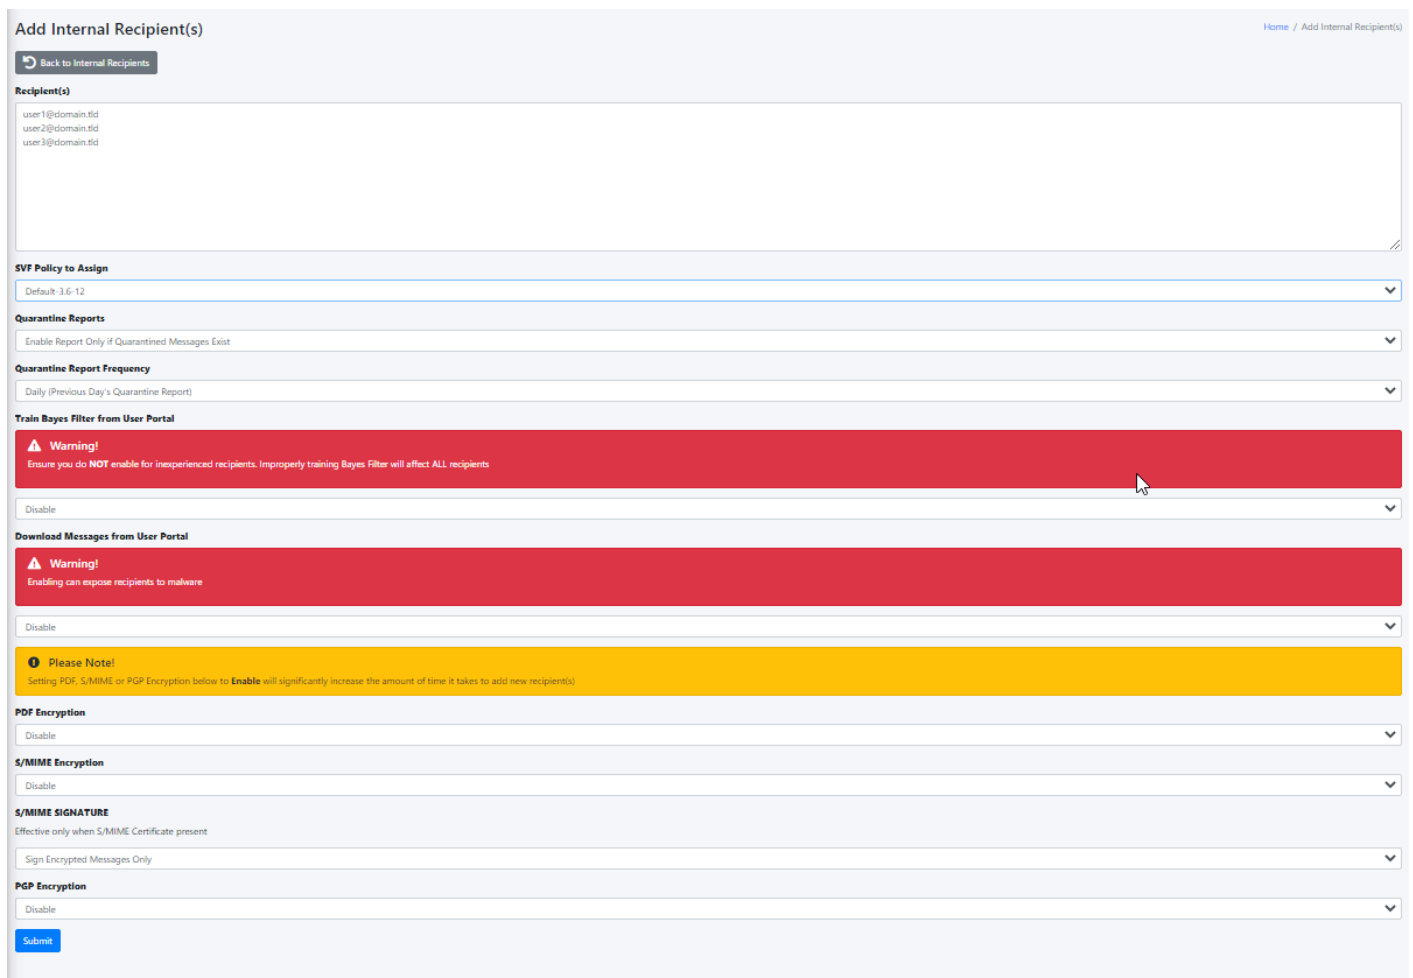 Add Internal Recipient(s)
Home / Add Internal Recipient(s)
Back to Internal Recipients
Recipient(s)
user1@domain.tld
user2@domain.tld
user3@domain.tld
SVF Policy to Assign
Default-3.6-12
Quarantine Reports
Enable Report Only if Quarantined Messages Exist
Quarantine Report Frequency
Daily (Previous Day's Quarantine Report)
Train Bayes Filter from User Portal
Warning!
Ensure you do NOT enable for inexperienced recipients. Improperly training Bayes Filter will affect ALL recipients
Disable
Download Messages from User Portal
Warning!
Enabling can expose recipients to malware
Disable
Please Note!
Setting PDF, S/MIME or PGP Encryption below to Enable will significantly increase the amount of time it takes to add new recipient(s)
PDF Encryption
Disable
S/MIME Encryption
Disable
S/MIME SIGNATURE
Effective only when S/MIME Certificate present
Sign Encrypted Messages Only
PGP Encryption
Disable
Submit